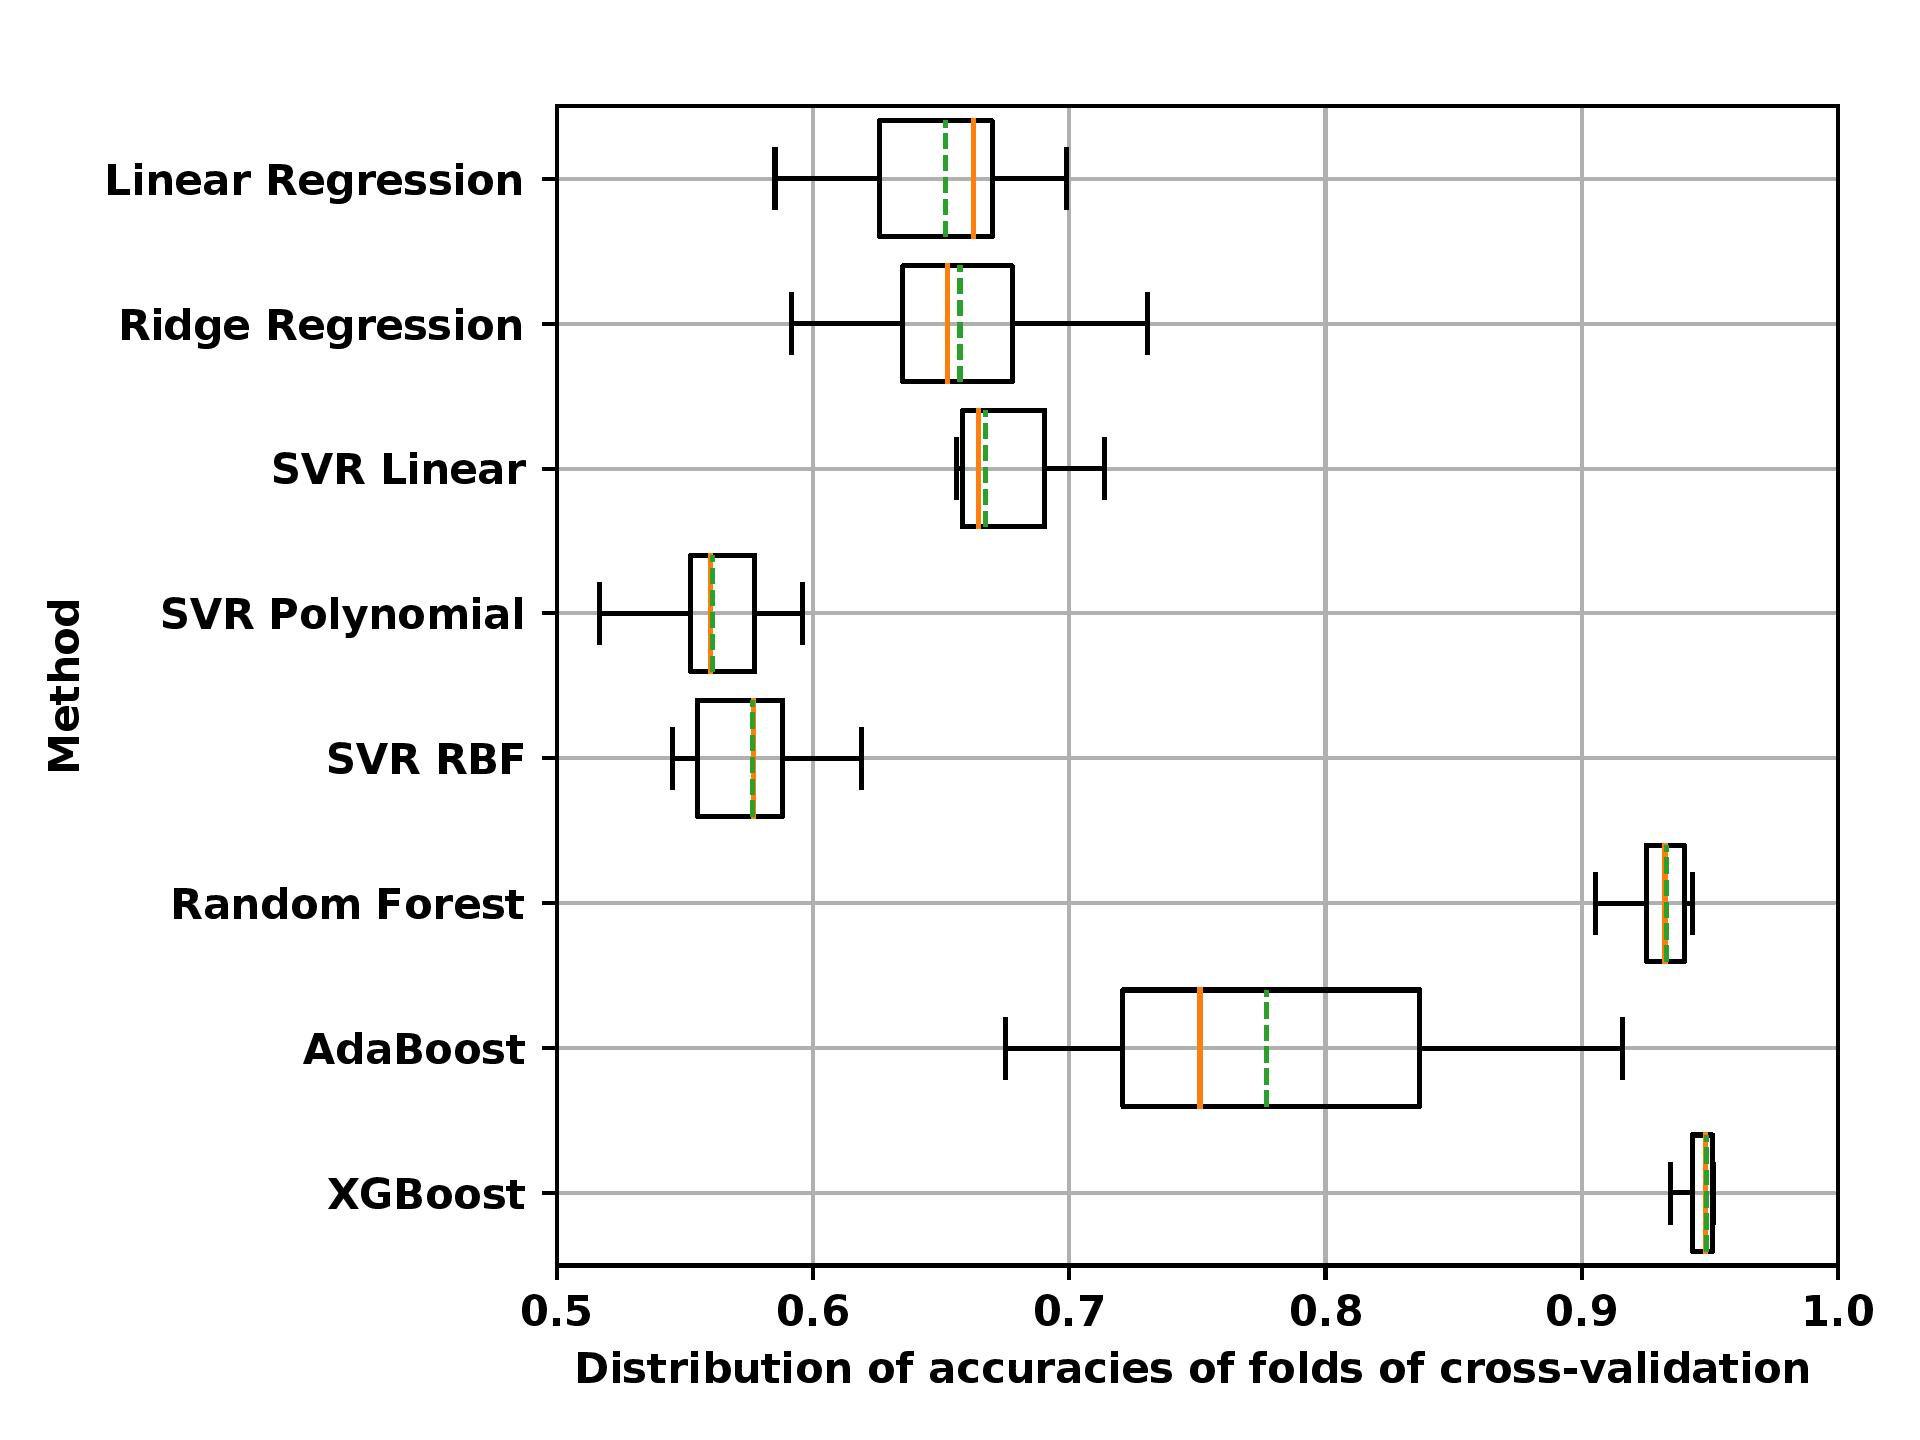 Linear Regression
Ridge Regression
SVR Linear
SVR Polynomial
SVR RBF
Random Forest
AdaBoost
XGBoost
Method
0.5 0.6 0.7 0.8 0.9 1.0
Distribution of accuracies of folds of cross-validation